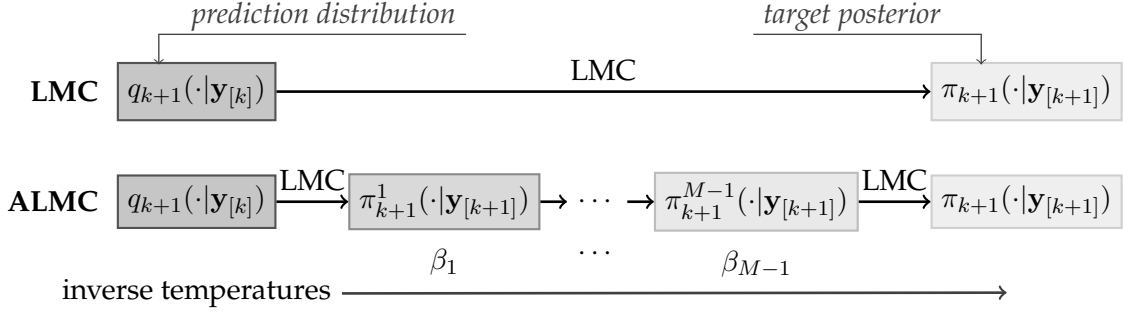 prediction distribution target posterior
LMC q_{k+1}(·|𝐲_{[k]}) LMC π_{k+1}(·|𝐲_{[k+1]})
ALMC q_{k+1}(·|𝐲_{[k]}) LMC π^1_{k+1}(·|𝐲_{[k+1]}) ··· π^{M−1}_{k+1}(·|𝐲_{[k+1]}) LMC π_{k+1}(·|𝐲_{[k+1]})
β_1 ··· β_{M−1}
inverse temperatures